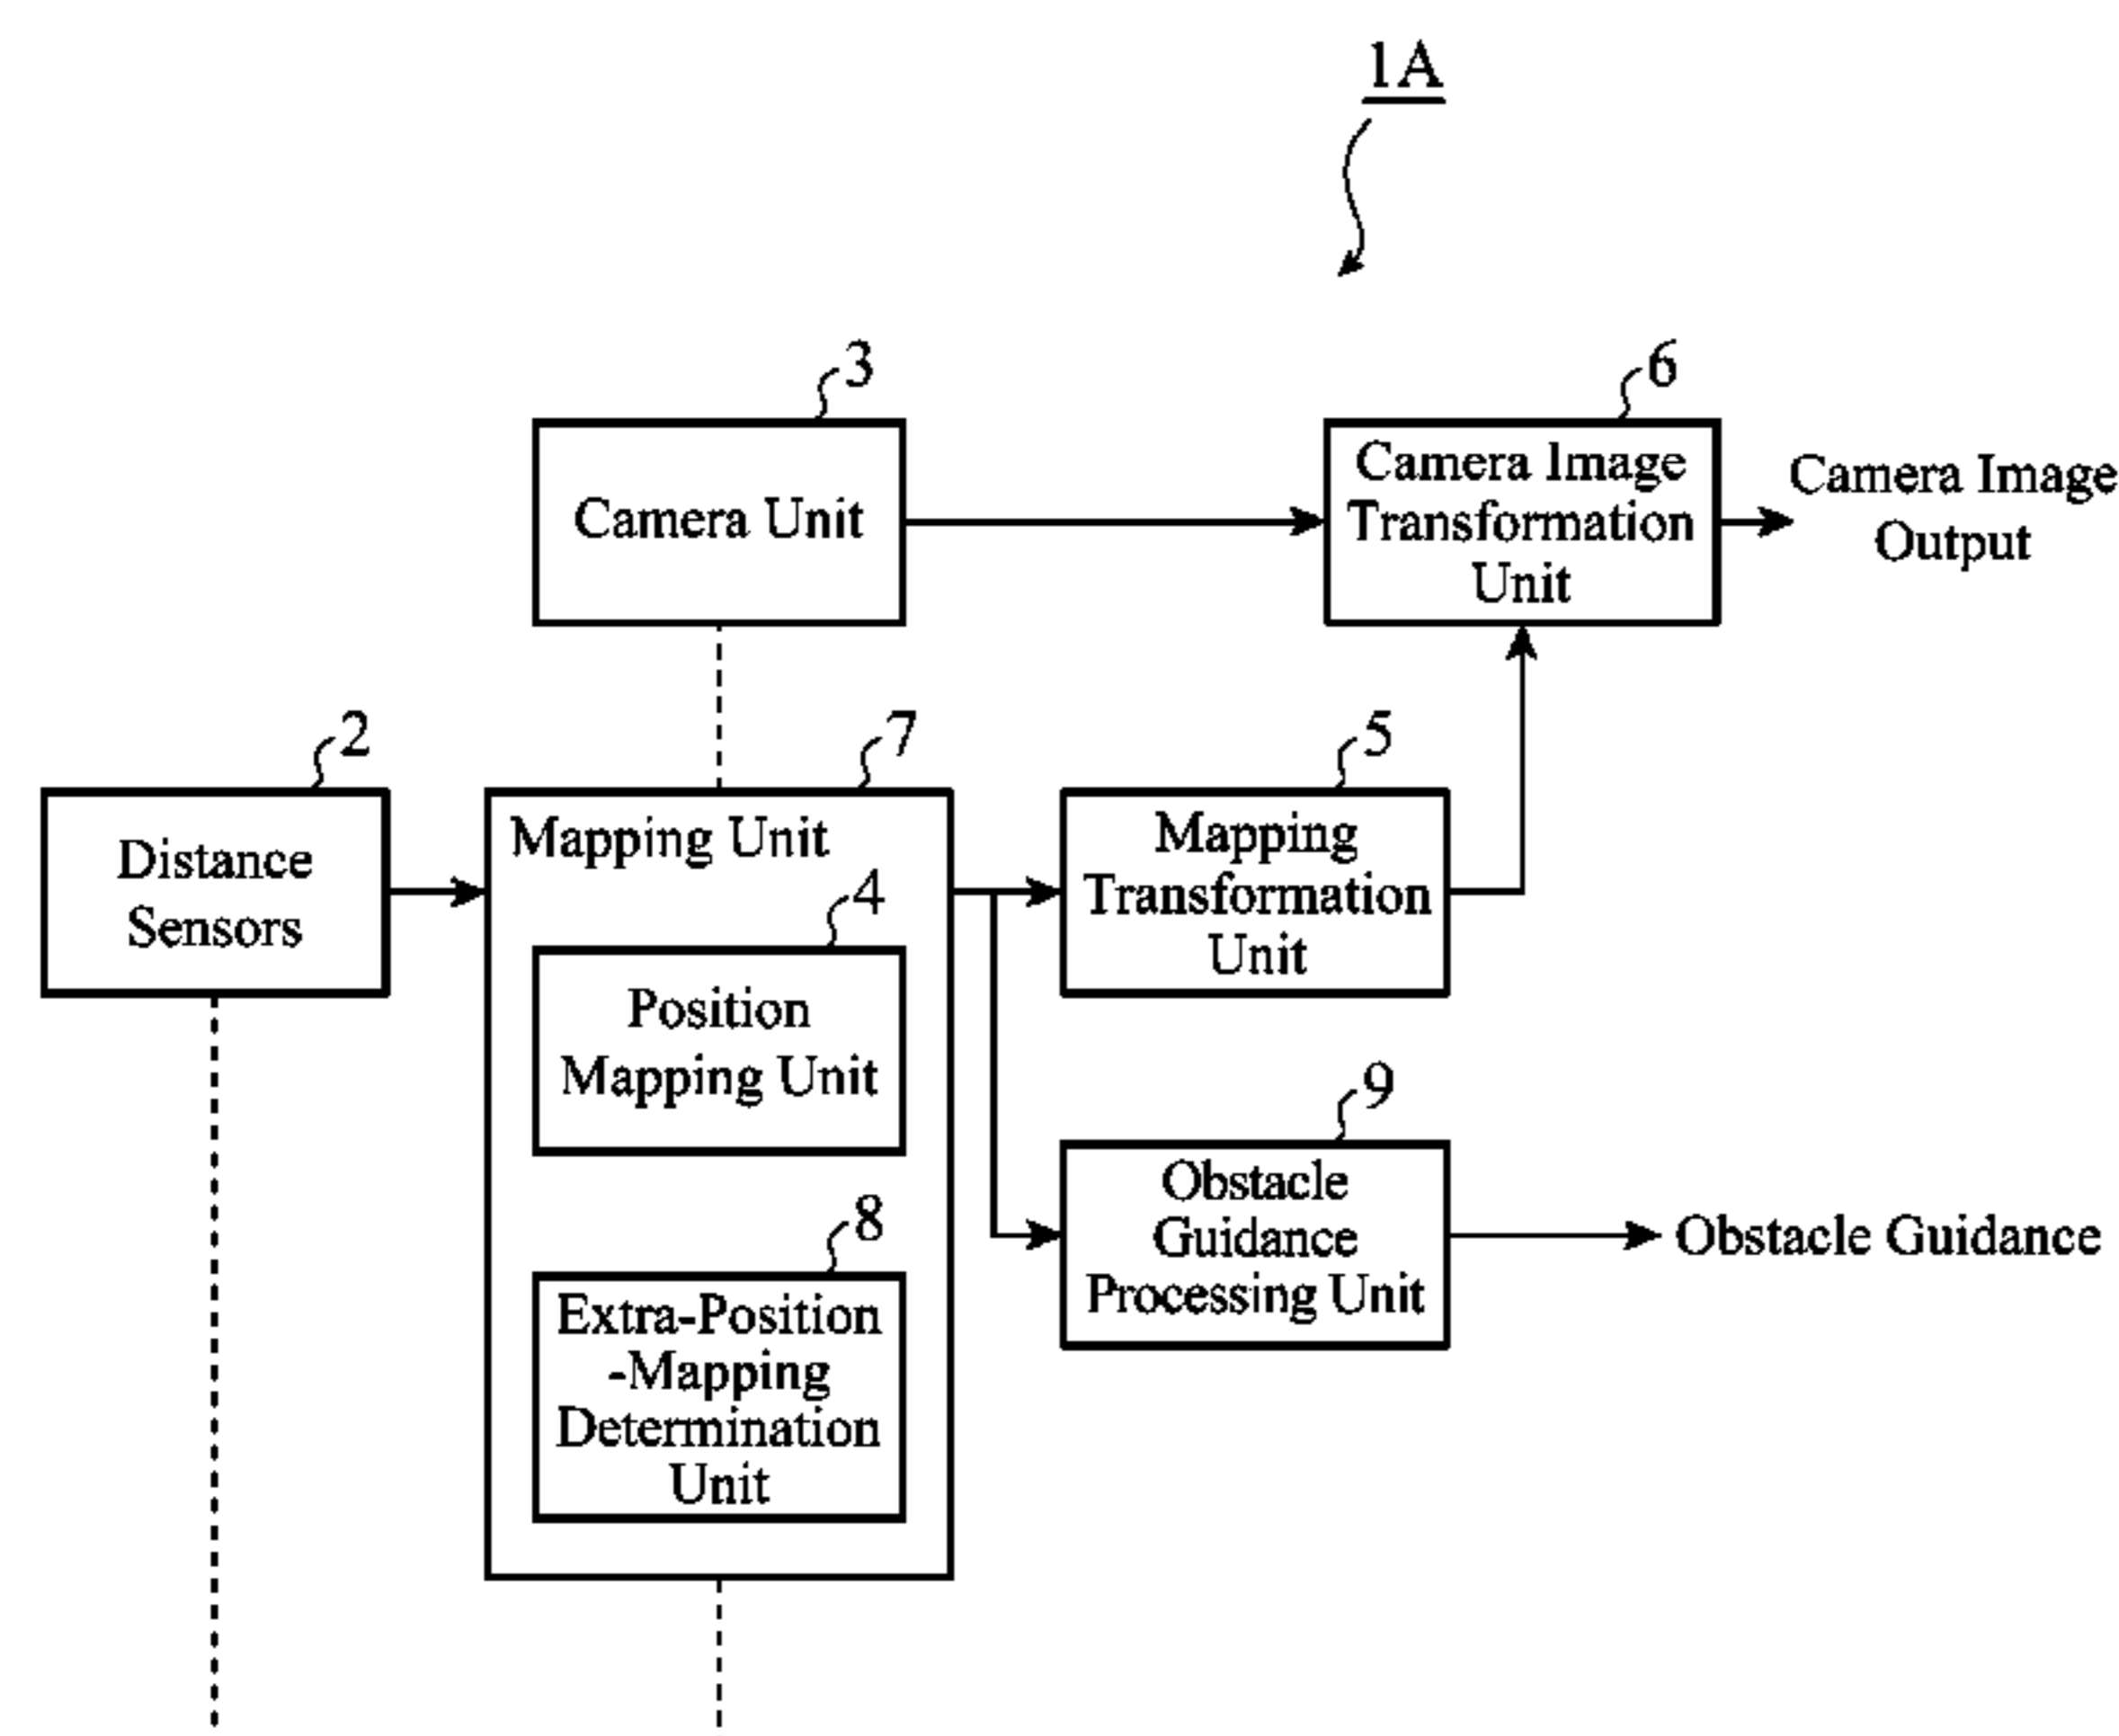 1A
3
6
Camera Unit
Camera Image
Transformation
Unit
Camera Image
Output
2
7
5
Distance
Sensors
Mapping Unit
Mapping
Transformation
Unit
4
Position
Mapping Unit
9
Obstacle
Guidance
Processing Unit
Obstacle Guidance
8
Extra-Position
-Mapping
Determination
Unit